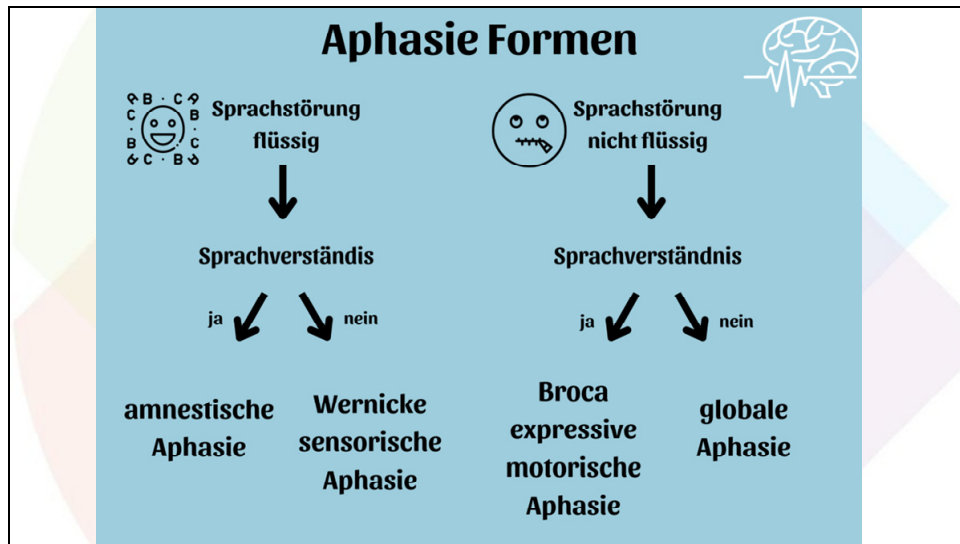 Aphasie Formen
Sprachstörung
flüssig
Sprachverständis
ja
nein
amnestische
Aphasie
Wernicke
sensorische
Aphasie
Sprachstörung
nicht flüssig
Sprachverständnis
ja
nein
Broca
expressive
motorische
Aphasie
globale
Aphasie